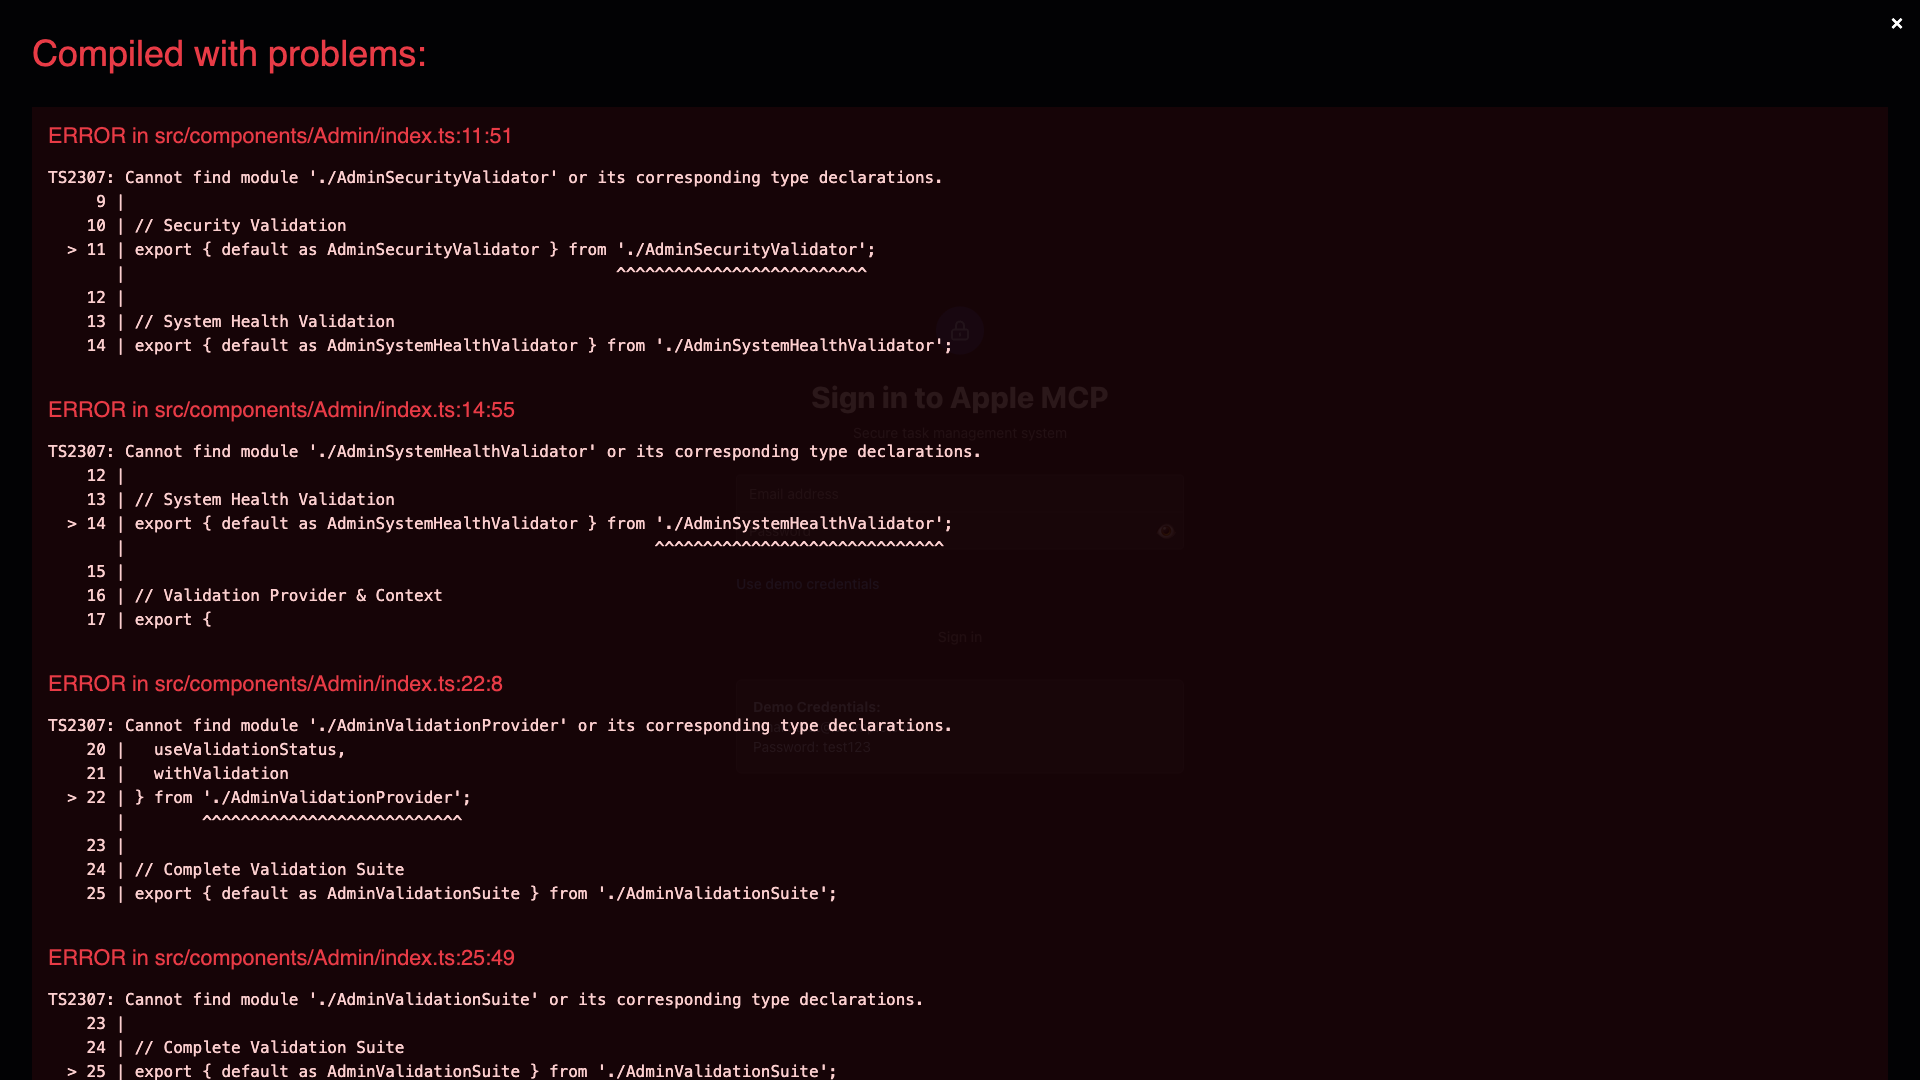 ×
Compiled with problems:
ERROR in src/components/Admin/index.ts:11:51
TS2307: Cannot find module './AdminSecurityValidator' or its corresponding type declarations.
9 |
10 | // Security Validation
> 11 | export { default as AdminSecurityValidator } from './AdminSecurityValidator';
| ^^^^^^^^^^^^^^^^^^^^^^^^^^
12 |
13 | // System Health Validation
14 | export { default as AdminSystemHealthValidator } from './AdminSystemHealthValidator';
Sign in to Apple MCP
ERROR in src/components/Admin/index.ts:14:55
Secure task management system
TS2307: Cannot find module './AdminSystemHealthValidator' or its corresponding type declarations.
12 |
13 | // System Health Validation
Email address
> 14 | export { default as AdminSystemHealthValidator } from './AdminSystemHealthValidator';
| ^^^^^^^^^^^^^^^^^^^^^^^^^^^^^^
15 |
Use demo credentials
16 | // Validation Provider & Context
17 | export {
Sign in
ERROR in src/components/Admin/index.ts:22:8
Demo Credentials:
TS2307: Cannot find module './AdminValidationProvider' or its corresponding type declarations.
20 | useValidationStatus,
Password: test123
21 | withValidation
> 22 | } from './AdminValidationProvider';
| ^^^^^^^^^^^^^^^^^^^^^^^^^^^
23 |
24 | // Complete Validation Suite
25 | export { default as AdminValidationSuite } from './AdminValidationSuite';
ERROR in src/components/Admin/index.ts:25:49
TS2307: Cannot find module './AdminValidationSuite' or its corresponding type declarations.
23 |
24 | // Complete Validation Suite
> 25 | export { default as AdminValidationSuite } from './AdminValidationSuite';